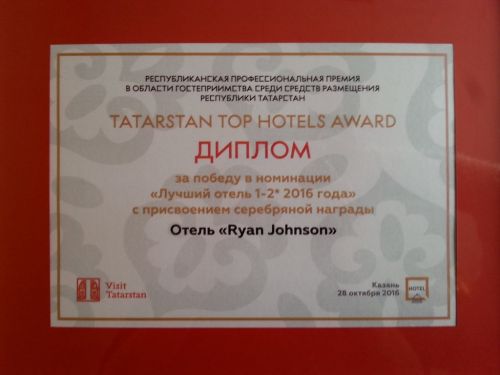 РЕСПУБЛИКАНСКАЯ ПРОФЕССИОНАЛЬНАЯ ПРЕМИЯ
В ОБЛАСТИ ГОСТЕПРИИМСТВА СРЕДИ СРЕДСТВ РАЗМЕЩЕНИЯ
РЕСПУБЛИКИ ТАТАРСТАН
TATARSTAN TOP HOTELS AWARD
ДИПЛОМ
за победу в номинации
«Лучший отель 1-2* 2016 года»
с присвоением серебряной награды
Отель «Ryan Johnson»
Vizit
Tatarstan
Казань
28 октября 2016
HOTEL